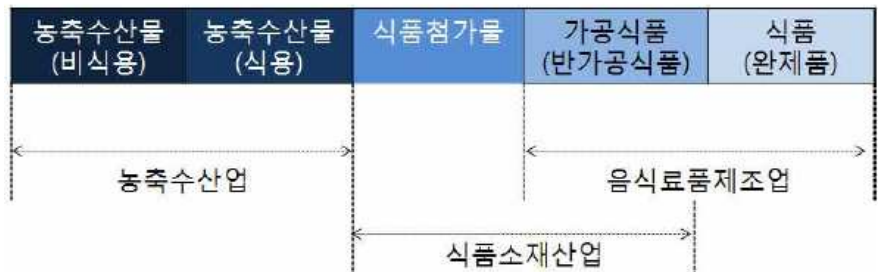 농축수산물 농축수산물 식품첨가물 가공식품 식품
(비식용) (식용) (반가공식품) (완제품)
농축수산업 음식료품제조업
식품소재산업